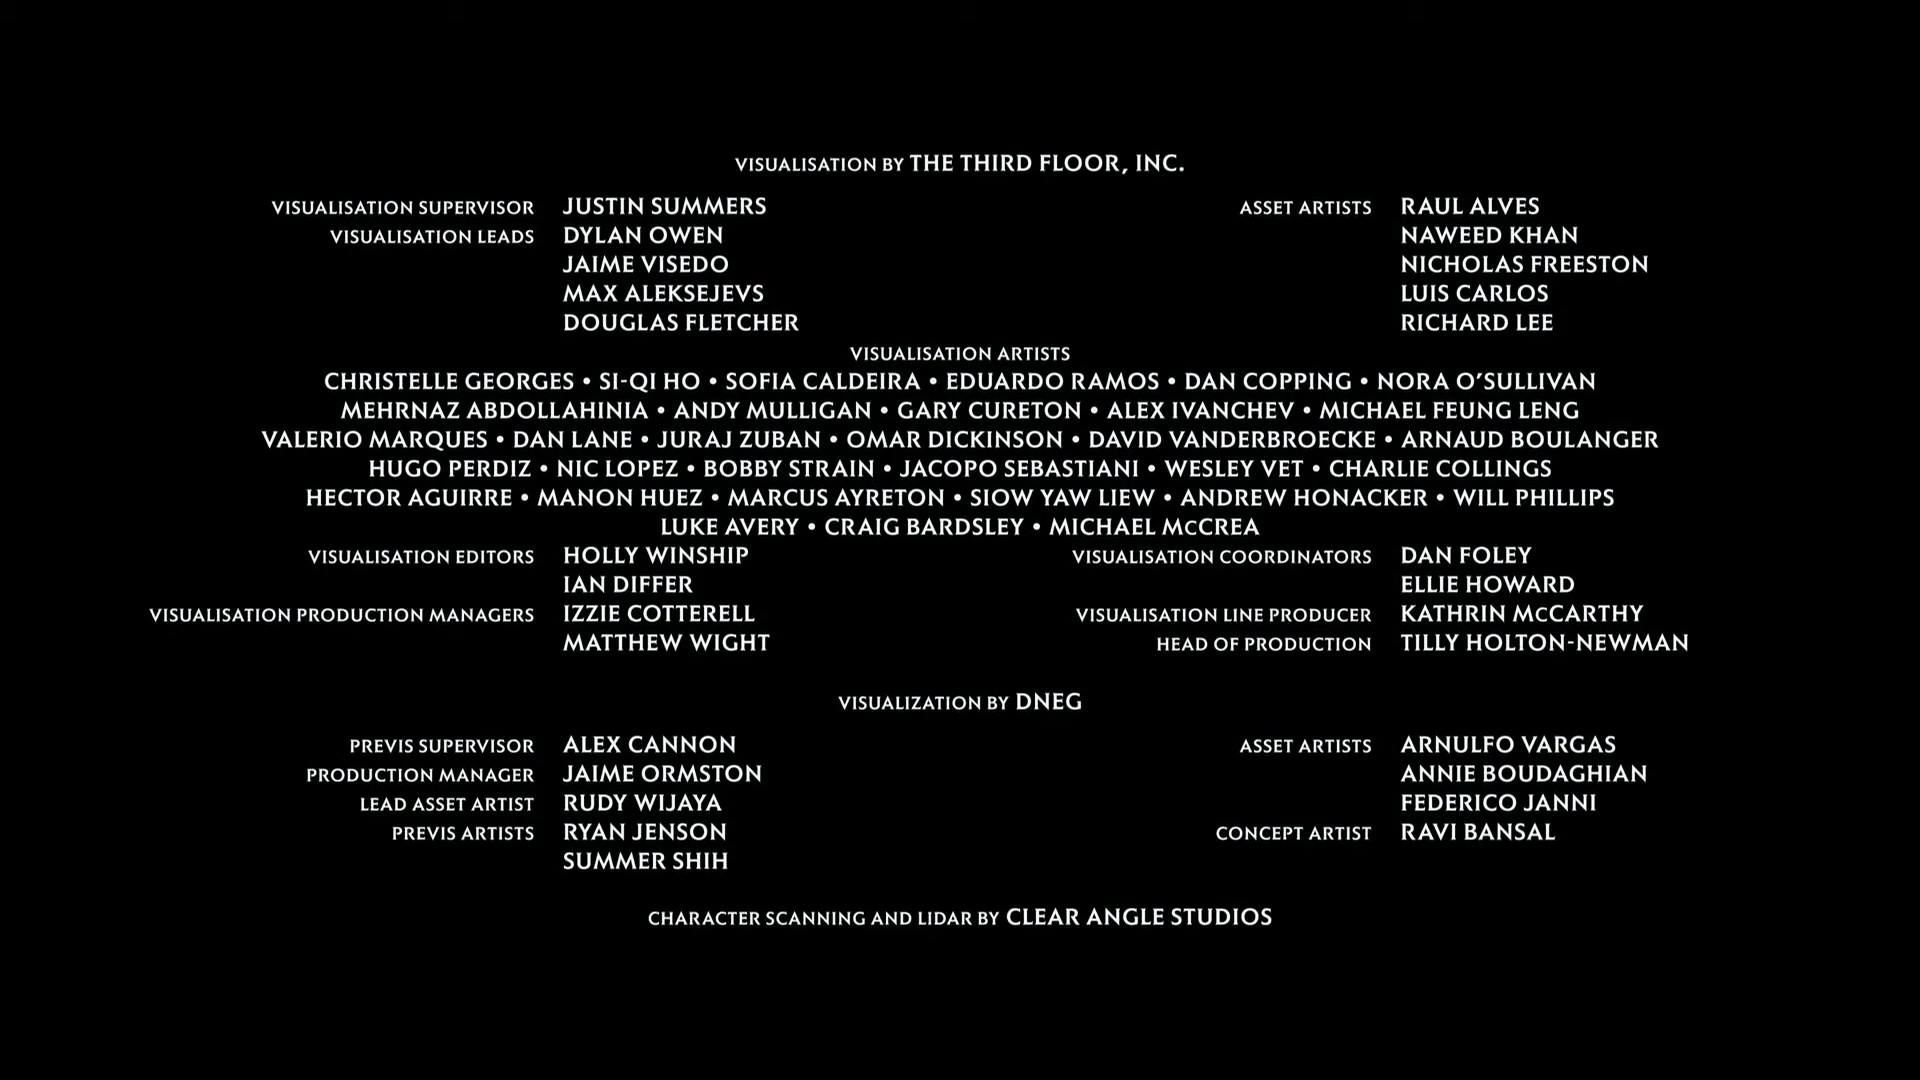 VISUALISATION BY THE THIRD FLOOR, INC.
VISUALISATION SUPERVISOR JUSTIN SUMMERS ASSET ARTISTS RAUL ALVES
VISUALISATION LEADS DYLAN OWEN NAWEED KHAN
JAIME VISEDO NICHOLAS FREESTON
MAX ALEKSEJEVS LUIS CARLOS
DOUGLAS FLETCHER RICHARD LEE
VISUALISATION ARTISTS
CHRISTELLE GEORGES • SI-QI HO • SOFIA CALDEIRA • EDUARDO RAMOS • DAN COPPING • NORA O'SULLIVAN
MEHRNAZ ABDOLLAHINIA • ANDY MULLIGAN • GARY CURETON • ALEX IVANCHEV • MICHAEL FEUNG LENG
VALERIO MARQUES • DAN LANE • JURAJ ZUBAN • OMAR DICKINSON • DAVID VANDERBROECKE • ARNAUD BOULANGER
HUGO PERDIZ • NIC LOPEZ • BOBBY STRAIN • JACOPO SEBASTIANI • WESLEY VET • CHARLIE COLLINGS
HECTOR AGUIRRE • MANON HUEZ • MARCUS AYRETON • SIOW YAW LIEW • ANDREW HONACKER • WILL PHILLIPS
LUKE AVERY • CRAIG BARDSLEY • MICHAEL McCREA
VISUALISATION EDITORS HOLLY WINSHIP VISUALISATION COORDINATORS DAN FOLEY
IAN DIFFER ELLIE HOWARD
VISUALISATION PRODUCTION MANAGERS IZZIE COTTERELL VISUALISATION LINE PRODUCER KATHRIN McCARTHY
MATTHEW WIGHT HEAD OF PRODUCTION TILLY HOLTON-NEWMAN
VISUALIZATION BY DNEG
PREVIS SUPERVISOR ALEX CANNON ASSET ARTISTS ARNULFO VARGAS
PRODUCTION MANAGER JAIME ORMSTON ANNIE BOUDAGHIAN
LEAD ASSET ARTIST RUDY WIJAYA FEDERICO JANNI
PREVIS ARTISTS RYAN JENSON CONCEPT ARTIST RAVI BANSAL
SUMMER SHIH
CHARACTER SCANNING AND LIDAR BY CLEAR ANGLE STUDIOS